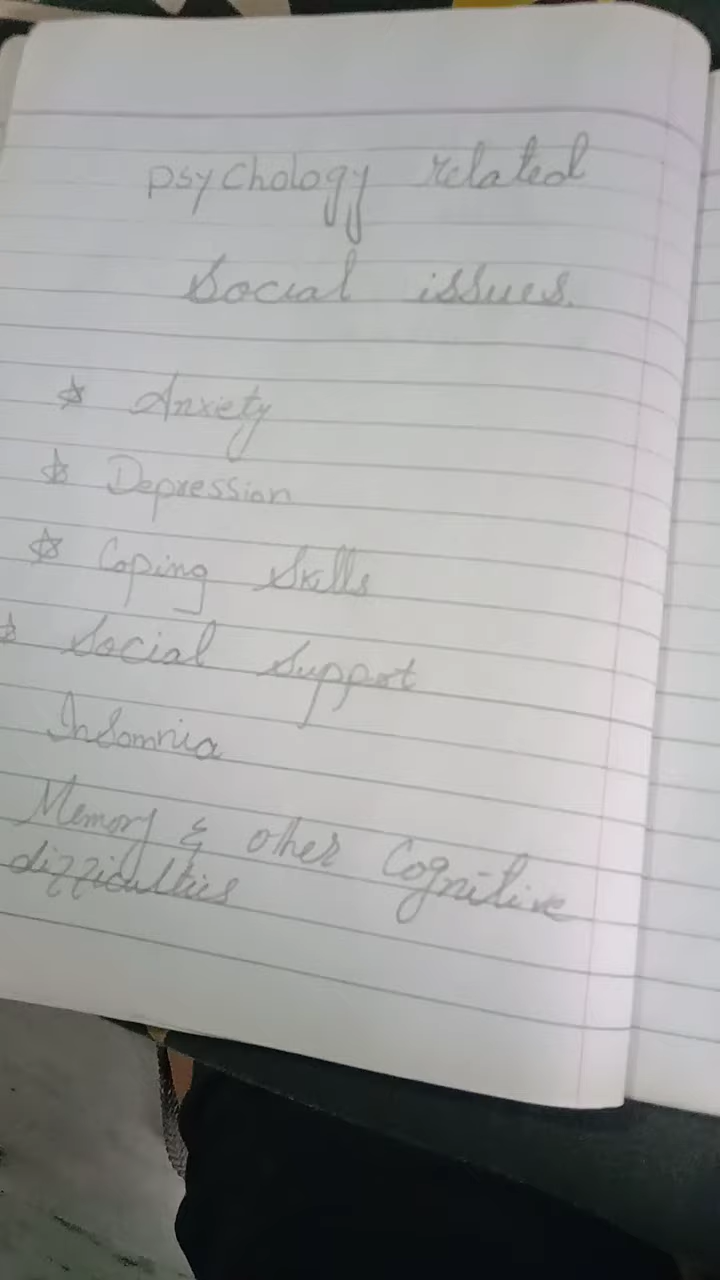 psychology related
Social issues.
☆ Anxiety
☆ Depression
☆ Coping Skills
☆ Social Support
Insomnia
Memory & other Cognitive
difficulties